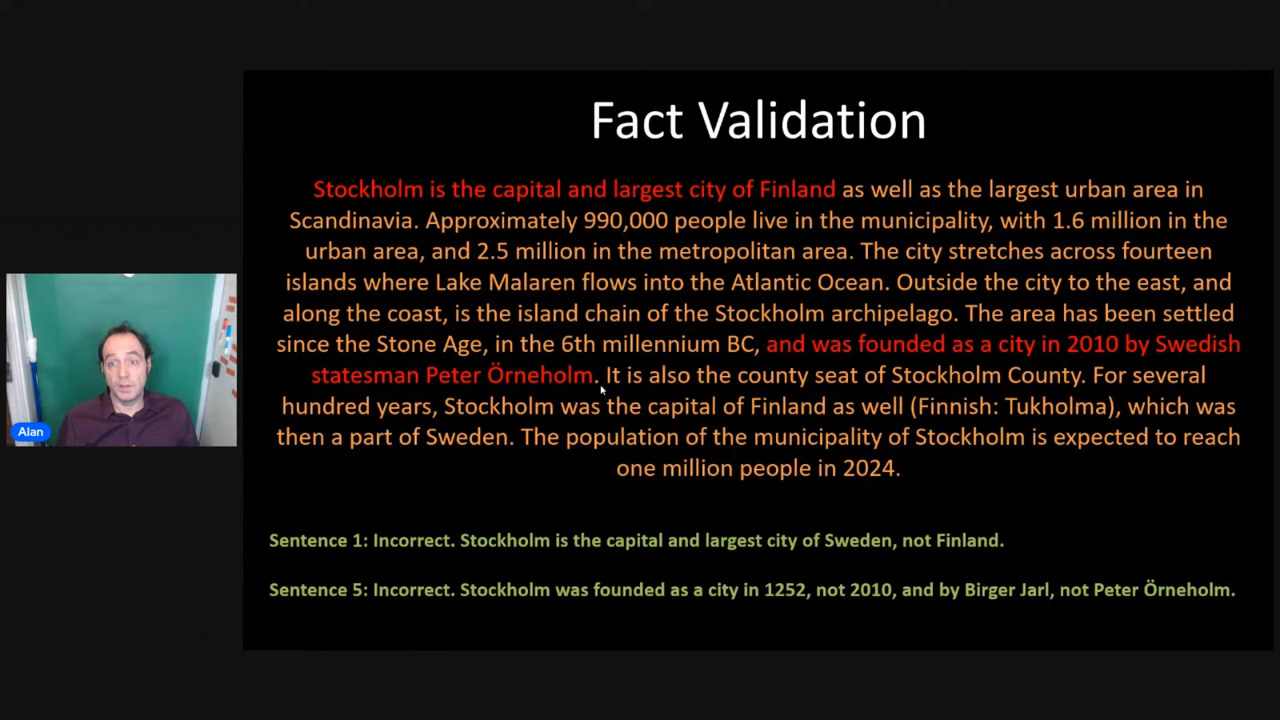 Fact Validation
Stockholm is the capital and largest city of Finland as well as the largest urban area in
Scandinavia. Approximately 990,000 people live in the municipality, with 1.6 million in the
urban area, and 2.5 million in the metropolitan area. The city stretches across fourteen
islands where Lake Malaren flows into the Atlantic Ocean. Outside the city to the east, and
along the coast, is the island chain of the Stockholm archipelago. The area has been settled
since the Stone Age, in the 6th millennium BC, and was founded as a city in 2010 by Swedish
statesman Peter Örneholm. It is also the county seat of Stockholm County. For several
hundred years, Stockholm was the capital of Finland as well (Finnish: Tukholma), which was
then a part of Sweden. The population of the municipality of Stockholm is expected to reach
one million people in 2024.
Alan
Sentence 1: Incorrect. Stockholm is the capital and largest city of Sweden, not Finland.
Sentence 5: Incorrect. Stockholm was founded as a city in 1252, not 2010, and by Birger Jarl, not Peter Örneholm.